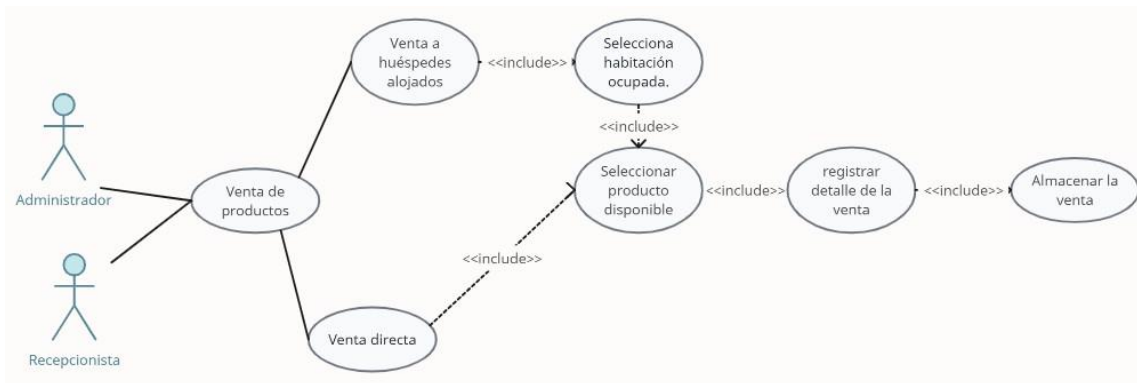 Venta a
huéspedes
alojados
<<include>>
Selecciona
habitación
ocupada.
<<include>>
Administrador
Venta de
productos
Seleccionar
producto
disponible
<<include>>
registrar
detalle de la
venta
<<include>>
Almacenar la
venta
<<include>>
Recepcionista
Venta directa